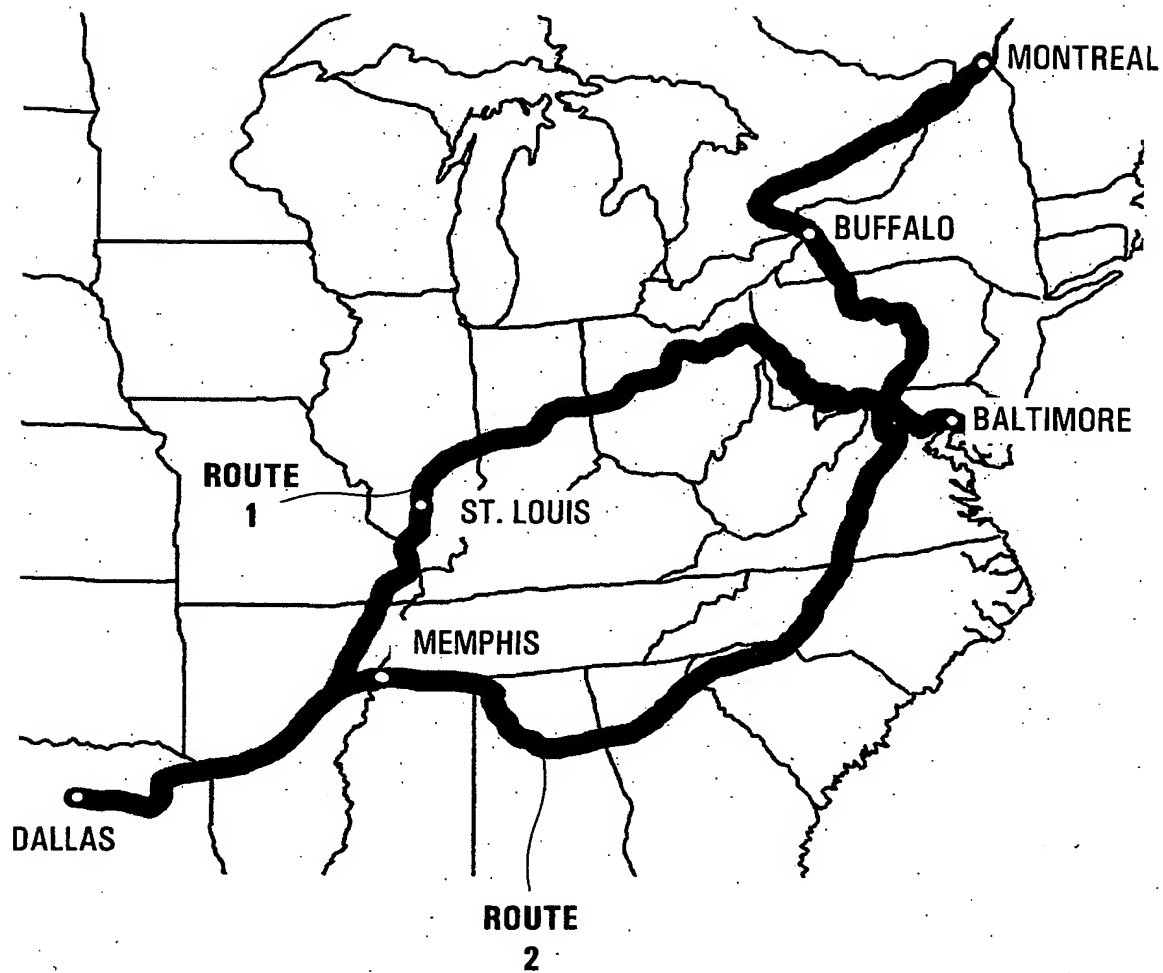 MONTREAL
BUFFALO
BALTIMORE
ROUTE
1
ST. LOUIS
MEMPHIS
DALLAS
ROUTE
2